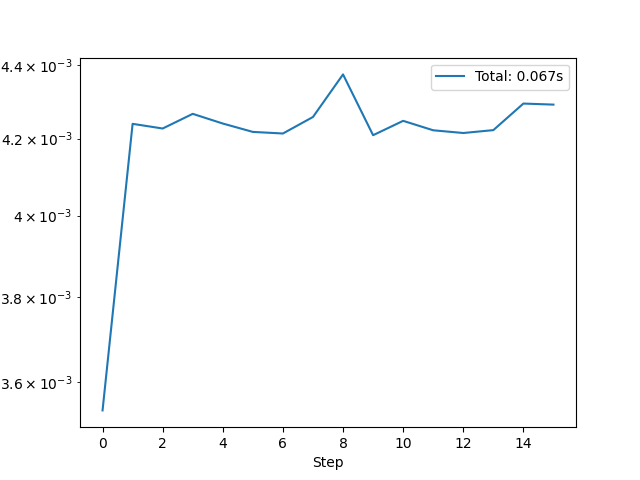 4.4 × 10⁻³
4.2 × 10⁻³
4 × 10⁻³
3.8 × 10⁻³
3.6 × 10⁻³
Total: 0.067s
0 2 4 6 8 10 12 14
Step